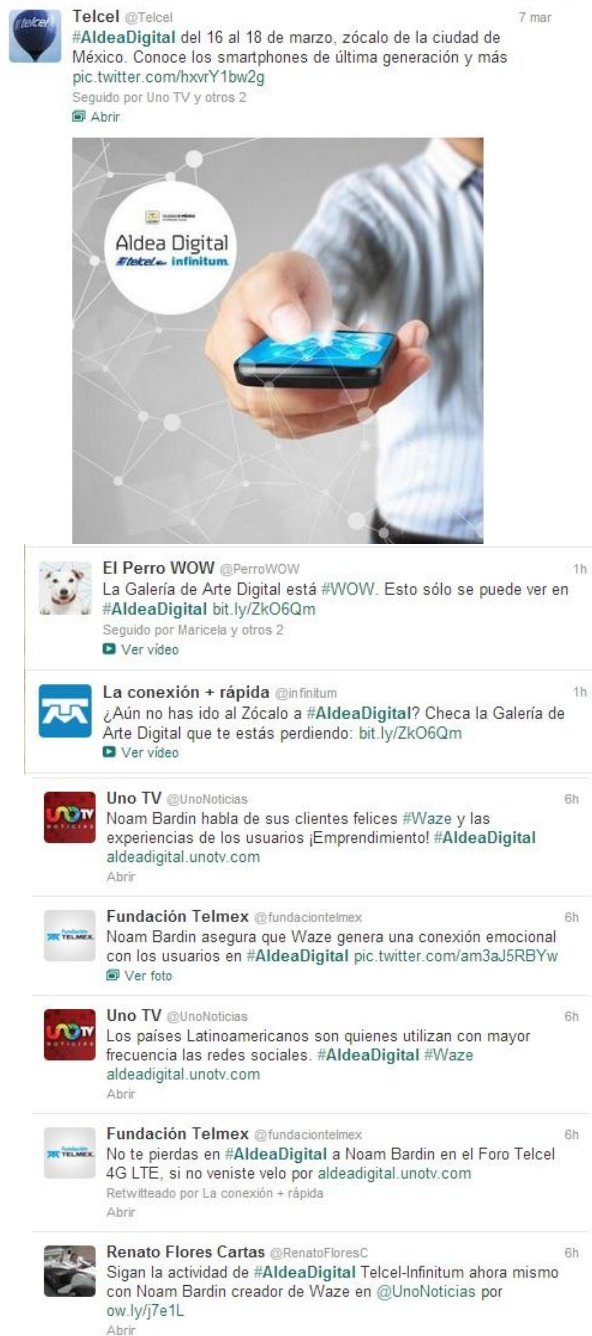 Telcel @Telcel 7 mar
#AldeaDigital del 16 al 18 de marzo, zócalo de la ciudad de
México. Conoce los smartphones de última generación y más
pic.twitter.com/hxvrY1bw2g
Seguido por Uno TV y otros 2
Abrir
telcel
Aldea Digital
telcel infinitum
El Perro WOW @PerroWOW 1h
La Galería de Arte Digital está #WOW. Esto sólo se puede ver en
#AldeaDigital bit.ly/ZkO6Qm
Seguido por Maricela y otros 2
Ver vídeo
La conexión + rápida @infinitum 1h
¿Aún no has ido al Zócalo a #AldeaDigital? Checa la Galería de
Arte Digital que te estás perdiendo: bit.ly/ZkO6Qm
Ver vídeo
UNO TV
NOTICIAS
Uno TV @UnoNoticias 6h
Noam Bardin habla de sus clientes felices #Waze y las
experiencias de los usuarios ¡Emprendimiento! #AldeaDigital
aldeadigital.unotv.com
Abrir
Fundación
TELMEX
Fundación Telmex @fundaciontelmex 6h
Noam Bardin asegura que Waze genera una conexión emocional
con los usuarios en #AldeaDigital pic.twitter.com/am3aJ5RBYw
Ver foto
UNO TV
NOTICIAS
Uno TV @UnoNoticias 6h
Los países Latinoamericanos son quienes utilizan con mayor
frecuencia las redes sociales. #AldeaDigital #Waze
aldeadigital.unotv.com
Abrir
Fundación
TELMEX
Fundación Telmex @fundaciontelmex 6h
No te pierdas en #AldeaDigital a Noam Bardin en el Foro Telcel
4G LTE, si no veniste velo por aldeadigital.unotv.com
Retwitteado por La conexión + rápida
Abrir
Renato Flores Cartas @RenatoFloresC 6h
Sigan la actividad de #AldeaDigital Telcel-Infinitum ahora mismo
con Noam Bardin creador de Waze en @UnoNoticias por
ow.ly/j7e1L
Abrir